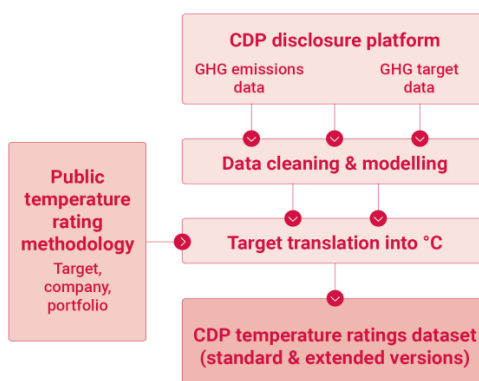 CDP disclosure platform
GHG emissions
data
GHG target
data
Data cleaning & modelling
Public
temperature
rating
methodology
Target,
company,
portfolio
Target translation into °C
CDP temperature ratings dataset
(standard & extended versions)